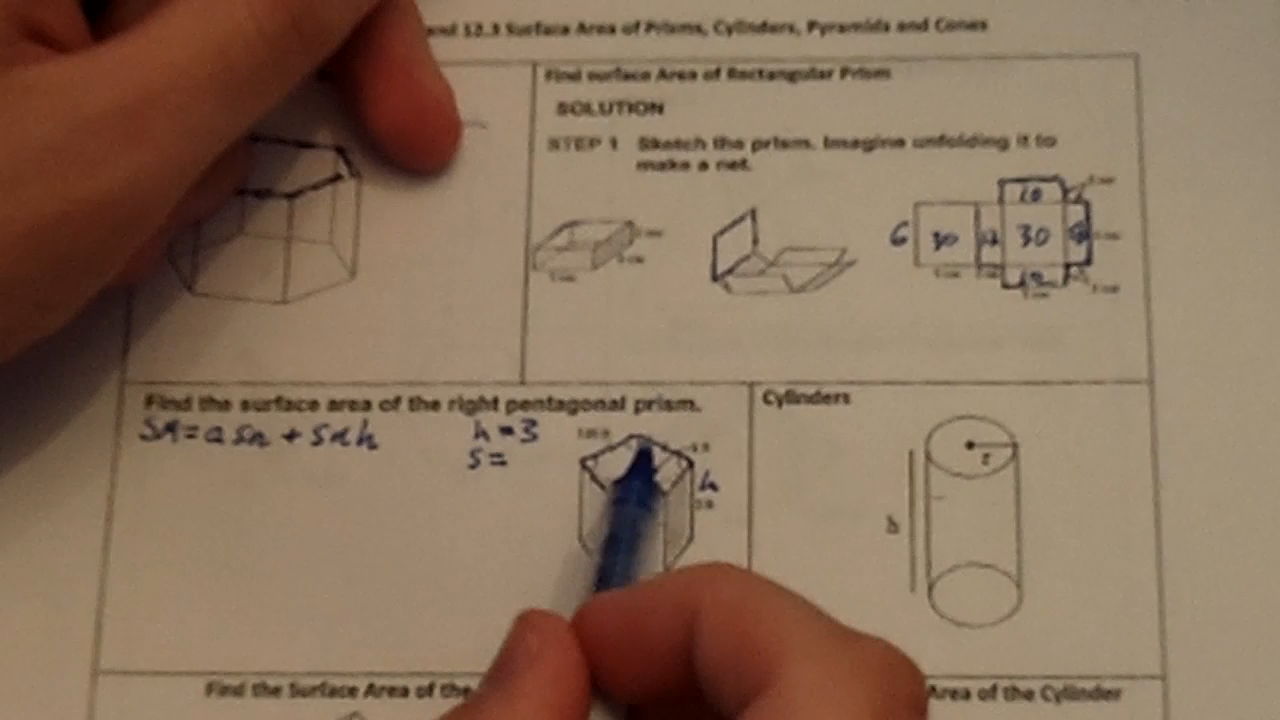 and 12.3 Surface Area of Prisms, Cylinders, Pyramids and Cones
Find surface Area of Rectangular Prism
SOLUTION
STEP 1 Sketch the prism. Imagine unfolding it to
make a net.
10
6 30 12 30
Find the surface area of the right pentagonal prism.
SA = asn + snh
h = 3
s =
h
Cylinders
r
h
Find the Surface Area of the
Area of the Cylinder